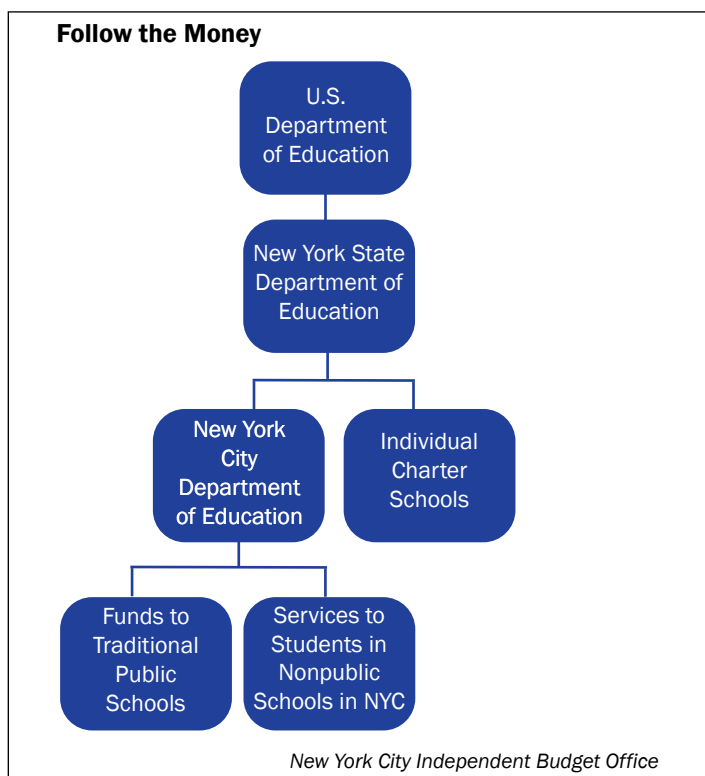 Follow the Money
U.S.
Department
of Education
New York State
Department of
Education
New York
City
Department
of Education
Individual
Charter
Schools
Funds to
Traditional
Public
Schools
Services to
Students in
Nonpublic
Schools in NYC
New York City Independent Budget Office